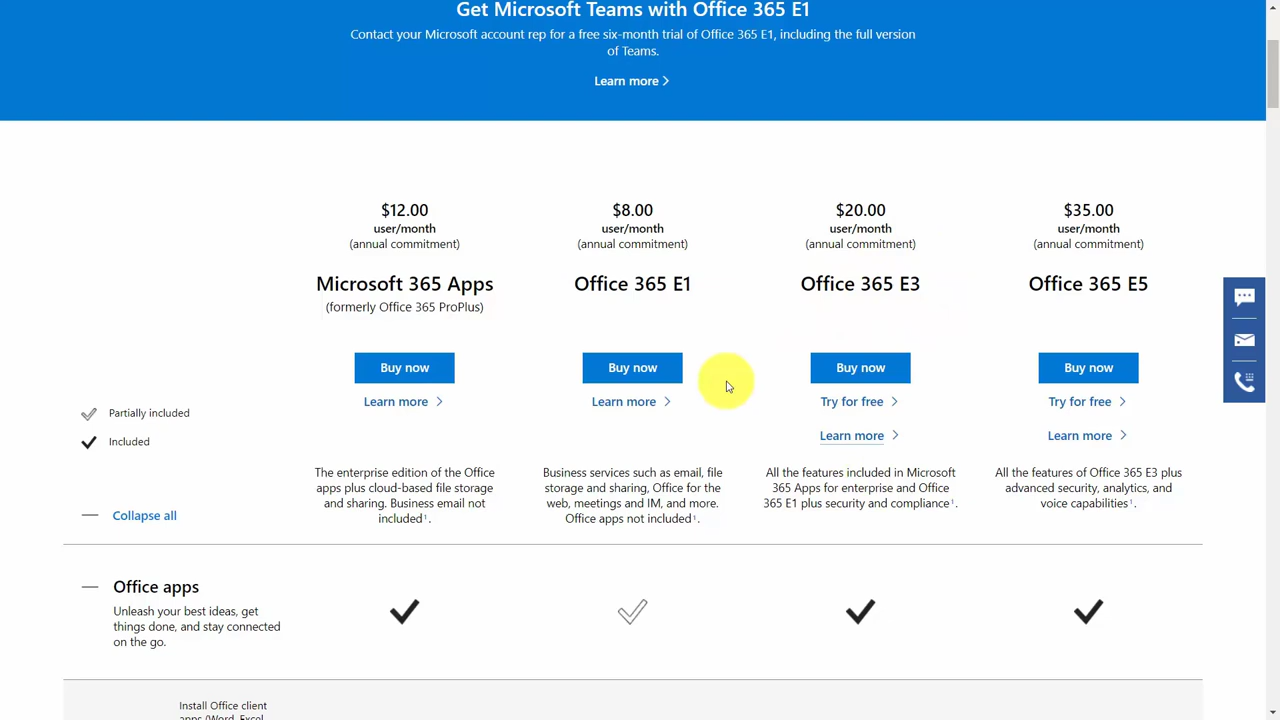 Get Microsoft Teams with Office 365 E1
Contact your Microsoft account rep for a free six-month trial of Office 365 E1, including the full version
of Teams.
Learn more
$12.00
user/month
(annual commitment)
Microsoft 365 Apps
(formerly Office 365 ProPlus)
Buy now
Learn more
The enterprise edition of the Office
apps plus cloud-based file storage
and sharing. Business email not
included¹.
$8.00
user/month
(annual commitment)
Office 365 E1
Buy now
Learn more
Business services such as email, file
storage and sharing, Office for the
web, meetings and IM, and more.
Office apps not included¹.
$20.00
user/month
(annual commitment)
Office 365 E3
Buy now
Try for free
Learn more
All the features included in Microsoft
365 Apps for enterprise and Office
365 E1 plus security and compliance¹.
$35.00
user/month
(annual commitment)
Office 365 E5
Buy now
Try for free
Learn more
All the features of Office 365 E3 plus
advanced security, analytics, and
voice capabilities¹.
Partially included
Included
Collapse all
Office apps
Unleash your best ideas, get
things done, and stay connected
on the go.
Install Office client
apps (Word, Excel